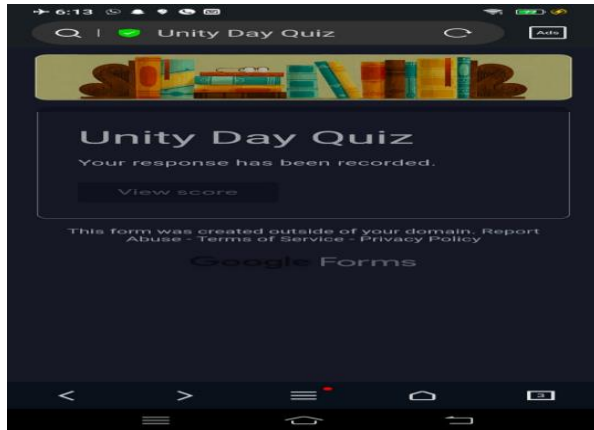 6:13
Unity Day Quiz
Ads
Unity Day Quiz
Your response has been recorded.
View score
This form was created outside of your domain. Report
Abuse - Terms of Service - Privacy Policy
Google Forms
3